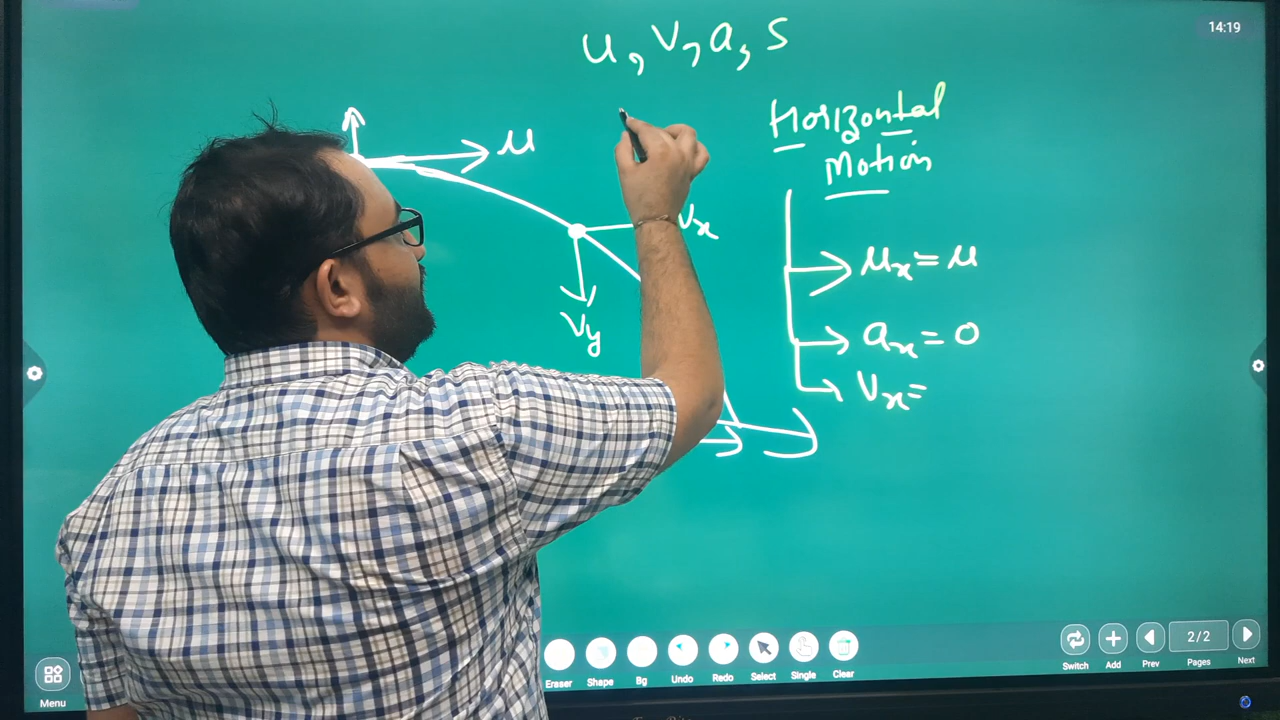 14:19
u, v, a, s
Horizontal
Motion
u
Vx
Vy
ux = u
ax = 0
Vx =
Menu
Eraser
Shape
Bg
Undo
Redo
Select
Single
Clear
Switch
Add
Prev
2/2
Pages
Next